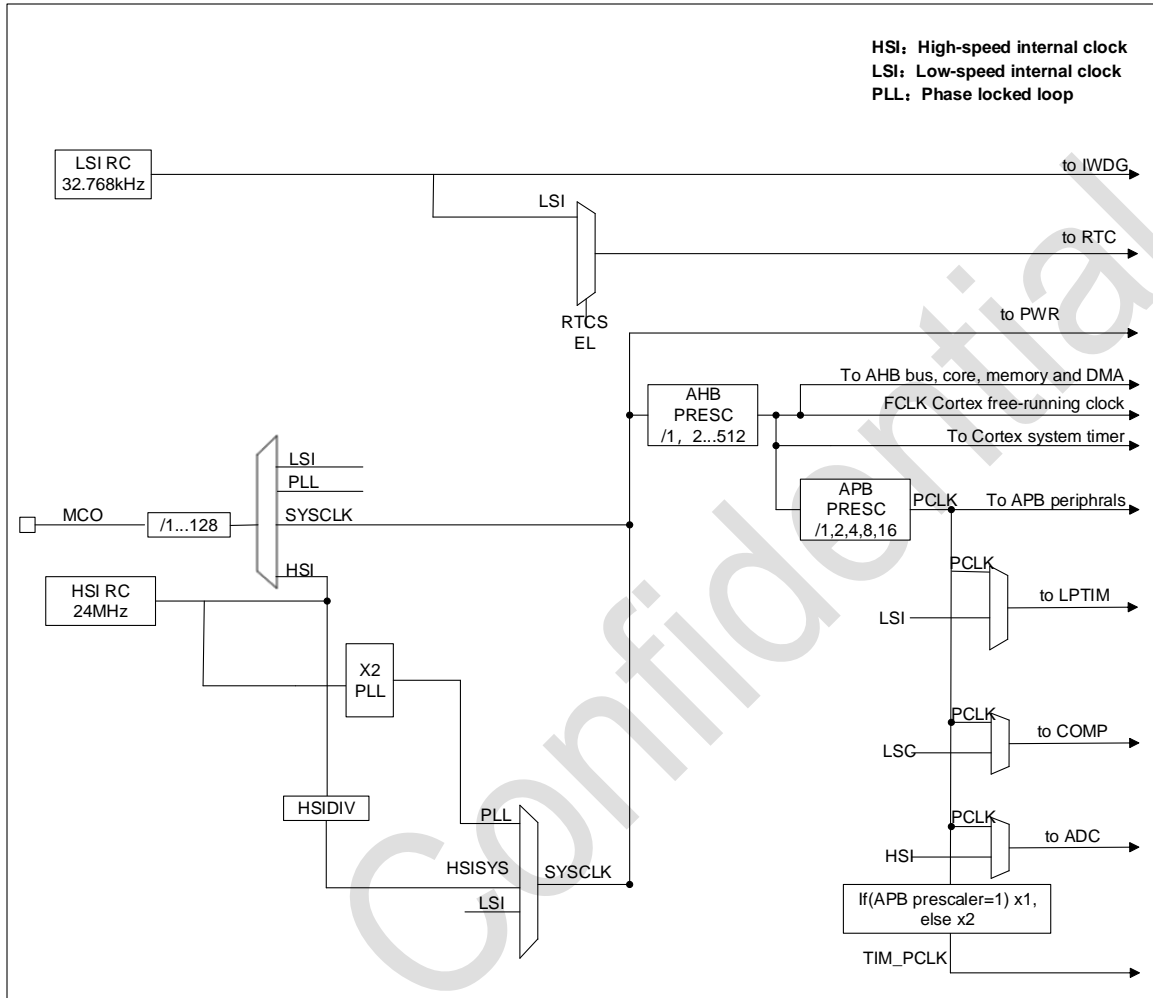 HSI：High-speed internal clock
LSI：Low-speed internal clock
PLL：Phase locked loop
LSI RC
32.768kHz
to IWDG
LSI
to RTC
RTCS
EL
to PWR
To AHB bus, core, memory and DMA
AHB
PRESC
/1，2...512
FCLK Cortex free-running clock
To Cortex system timer
LSI
PLL
APB
PRESC
/1,2,4,8,16
PCLK
To APB periphrals
MCO
/1...128
SYSCLK
HSI
PCLK
HSI RC
24MHz
to LPTIM
LSI
X2
PLL
PCLK
to COMP
LSC
HSIDIV
PLL
PCLK
to ADC
HSI
HSISYS
SYSCLK
LSI
If(APB prescaler=1) x1,
else x2
TIM_PCLK
Confidential